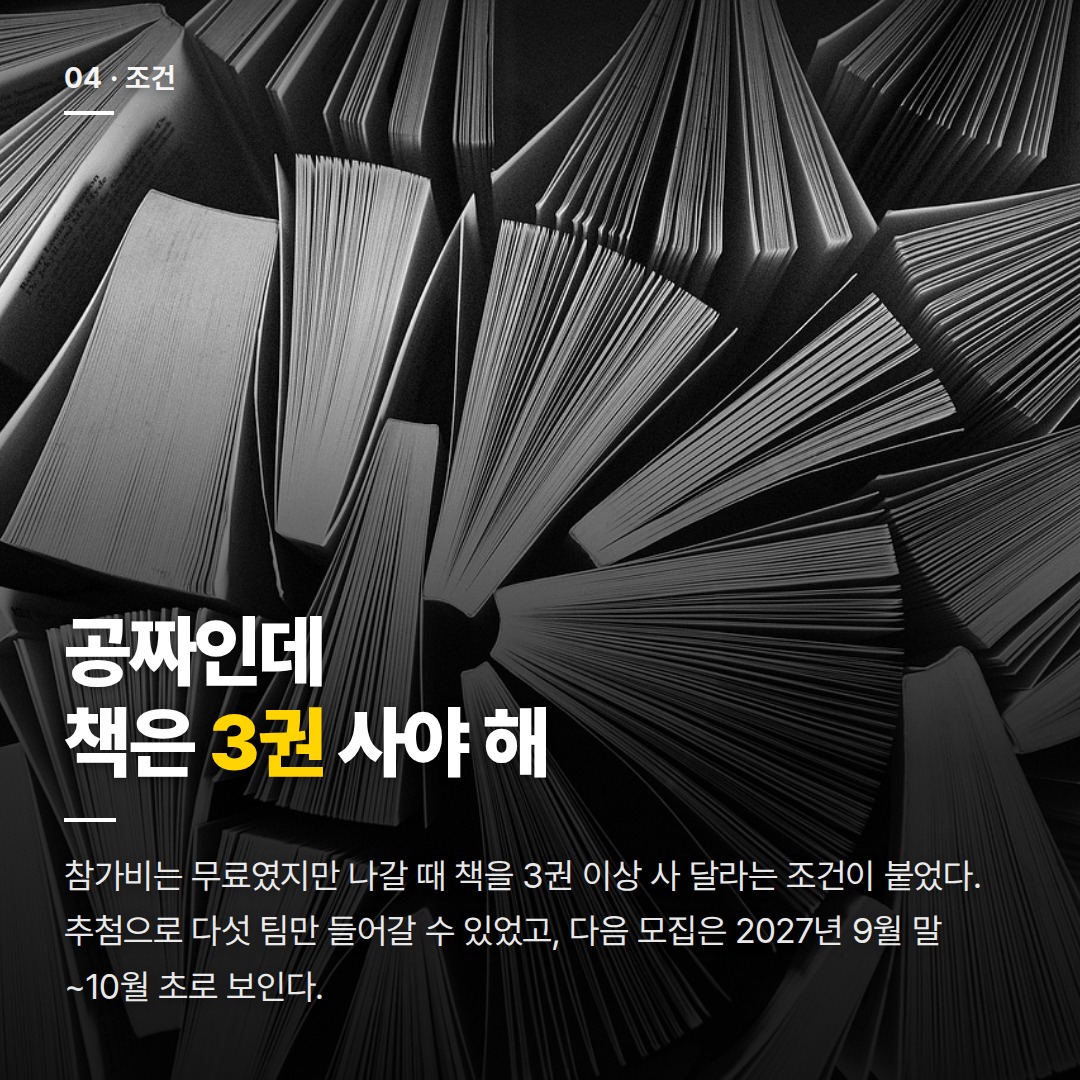 04 · 조건
공짜인데
책은 3권 사야 해
참가비는 무료였지만 나갈 때 책을 3권 이상 사 달라는 조건이 붙었다.
추첨으로 다섯 팀만 들어갈 수 있었고, 다음 모집은 2027년 9월 말
~10월 초로 보인다.